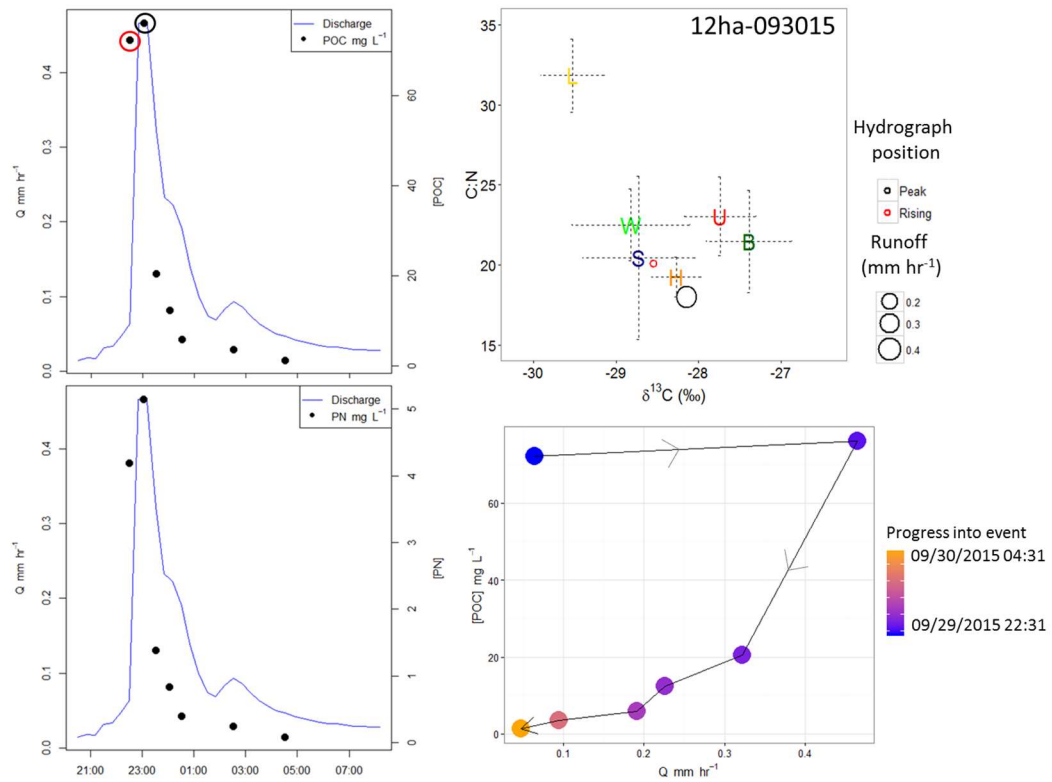 Discharge
POC mg L⁻¹
Q mm hr⁻¹
0.0
0.1
0.2
0.3
0.4
[POC]
0
20
40
60
12ha-093015
C:N
35
30
25
20
15
L
W
U
S
B
H
-30
-29
-28
-27
δ¹³C (‰)
Hydrograph
position
Peak
Rising
Runoff
(mm hr⁻¹)
0.2
0.3
0.4
Discharge
PN mg L⁻¹
Q mm hr⁻¹
0.0
0.1
0.2
0.3
0.4
[PN]
0
1
2
3
4
5
21:00
23:00
01:00
03:00
05:00
07:00
[POC] mg L⁻¹
60
40
20
0
0.1
0.2
0.3
0.4
Q mm hr⁻¹
Progress into event
09/30/2015 04:31
09/29/2015 22:31